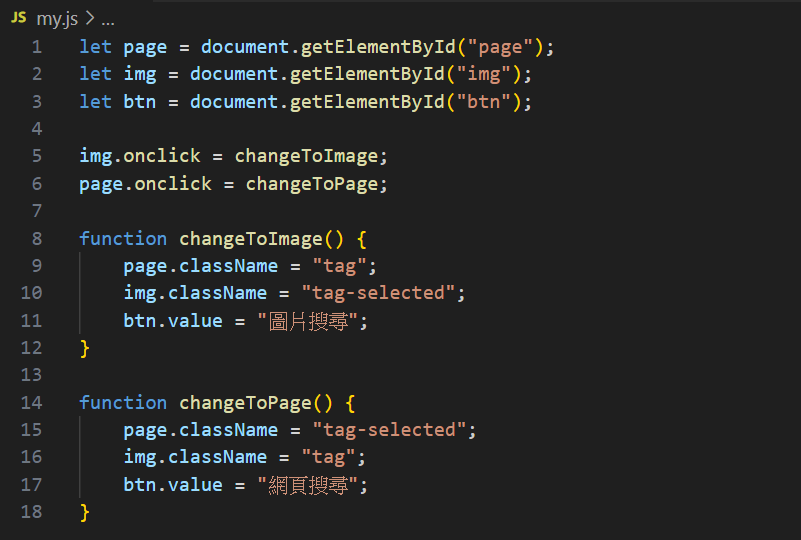 JS my.js > ...
1 let page = document.getElementById("page");
2 let img = document.getElementById("img");
3 let btn = document.getElementById("btn");
4
5 img.onclick = changeToImage;
6 page.onclick = changeToPage;
7
8 function changeToImage() {
9     page.className = "tag";
10     img.className = "tag-selected";
11     btn.value = "圖片搜尋";
12 }
13
14 function changeToPage() {
15     page.className = "tag-selected";
16     img.className = "tag";
17     btn.value = "網頁搜尋";
18 }